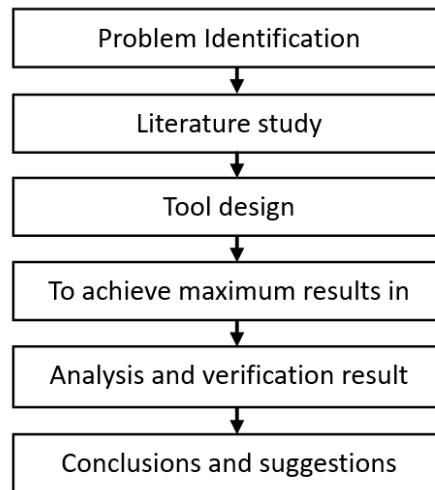 Problem Identification
Literature study
Tool design
To achieve maximum results in
Analysis and verification result
Conclusions and suggestions